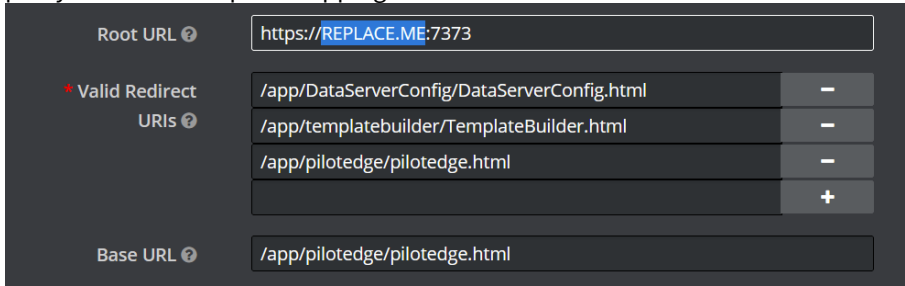 Root URL
https://REPLACE.ME:7373
* Valid Redirect URIs
/app/DataServerConfig/DataServerConfig.html
/app/templatebuilder/TemplateBuilder.html
/app/pilotedge/pilotedge.html
Base URL
/app/pilotedge/pilotedge.html